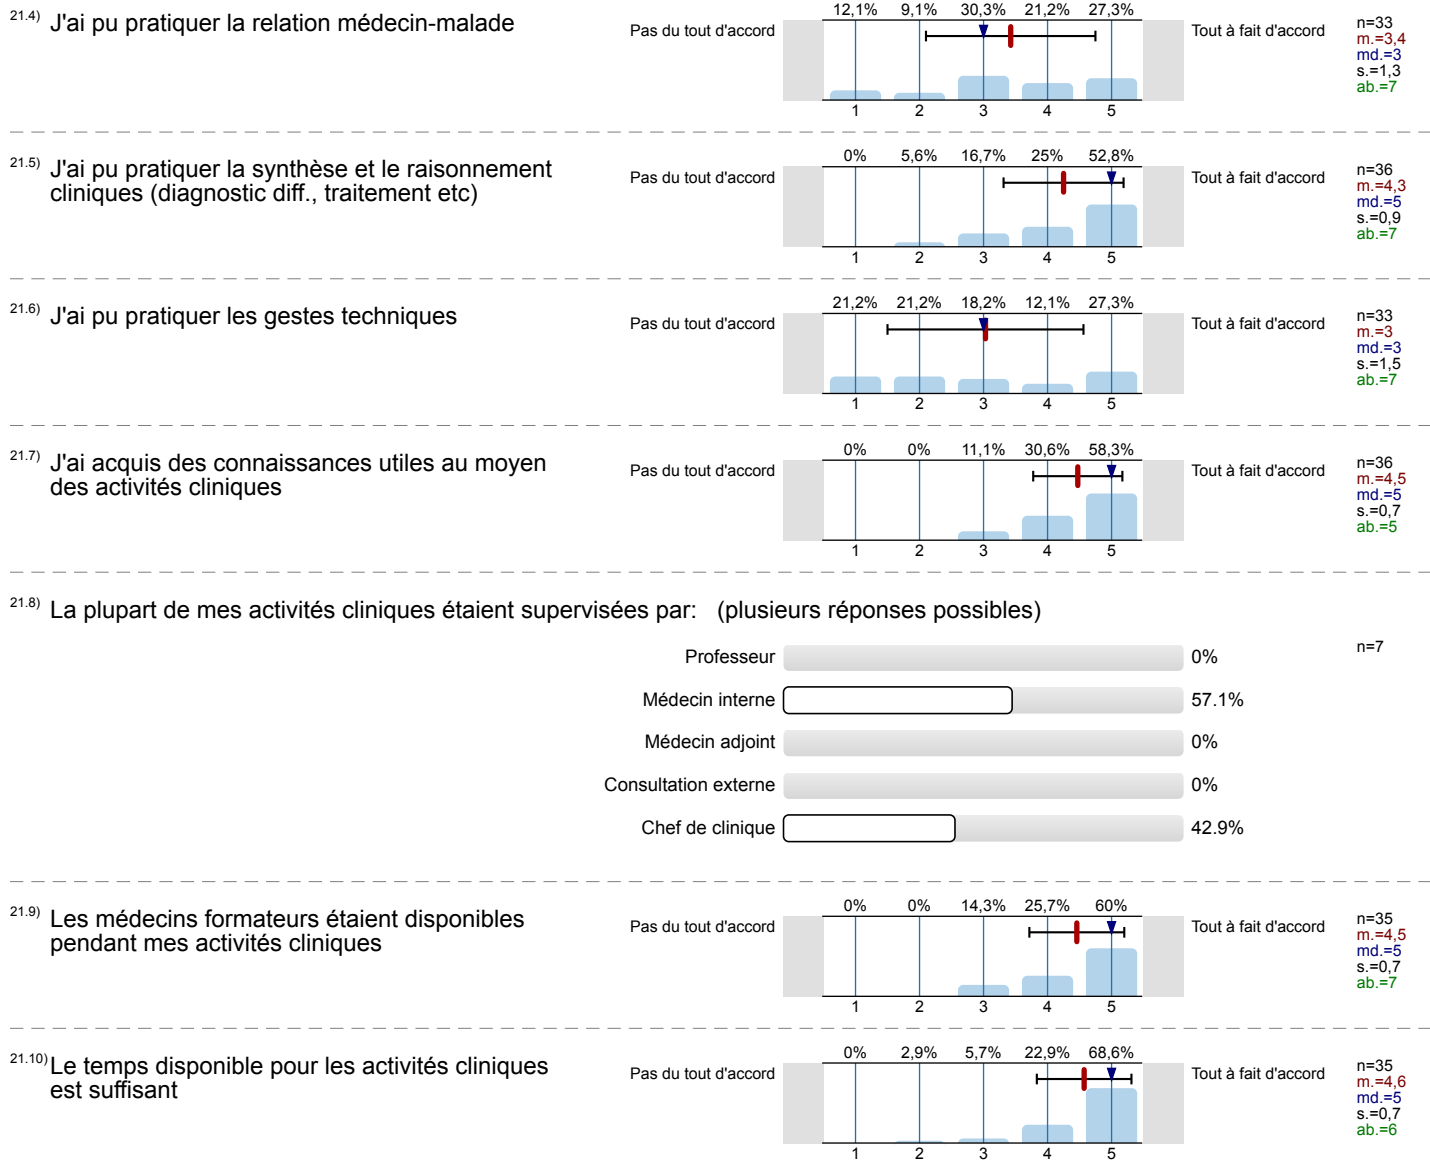 21.4) J'ai pu pratiquer la relation médecin-malade
12,1% 9,1% 30,3% 21,2% 27,3%
Pas du tout d'accord
Tout à fait d'accord
n=33
m.=3,4
md.=3
s.=1,3
ab.=7
1 2 3 4 5
21.5) J'ai pu pratiquer la synthèse et le raisonnement
cliniques (diagnostic diff., traitement etc)
0% 5,6% 16,7% 25% 52,8%
Pas du tout d'accord
Tout à fait d'accord
n=36
m.=4,3
md.=5
s.=0,9
ab.=7
1 2 3 4 5
21.6) J'ai pu pratiquer les gestes techniques
21,2% 21,2% 18,2% 12,1% 27,3%
Pas du tout d'accord
Tout à fait d'accord
n=33
m.=3
md.=3
s.=1,5
ab.=7
1 2 3 4 5
21.7) J'ai acquis des connaissances utiles au moyen
des activités cliniques
0% 0% 11,1% 30,6% 58,3%
Pas du tout d'accord
Tout à fait d'accord
n=36
m.=4,5
md.=5
s.=0,7
ab.=5
1 2 3 4 5
21.8) La plupart de mes activités cliniques étaient supervisées par: (plusieurs réponses possibles)
n=7
Professeur 0%
Médecin interne 57.1%
Médecin adjoint 0%
Consultation externe 0%
Chef de clinique 42.9%
21.9) Les médecins formateurs étaient disponibles
pendant mes activités cliniques
0% 0% 14,3% 25,7% 60%
Pas du tout d'accord
Tout à fait d'accord
n=35
m.=4,5
md.=5
s.=0,7
ab.=7
1 2 3 4 5
21.10) Le temps disponible pour les activités cliniques
est suffisant
0% 2,9% 5,7% 22,9% 68,6%
Pas du tout d'accord
Tout à fait d'accord
n=35
m.=4,6
md.=5
s.=0,7
ab.=6
1 2 3 4 5